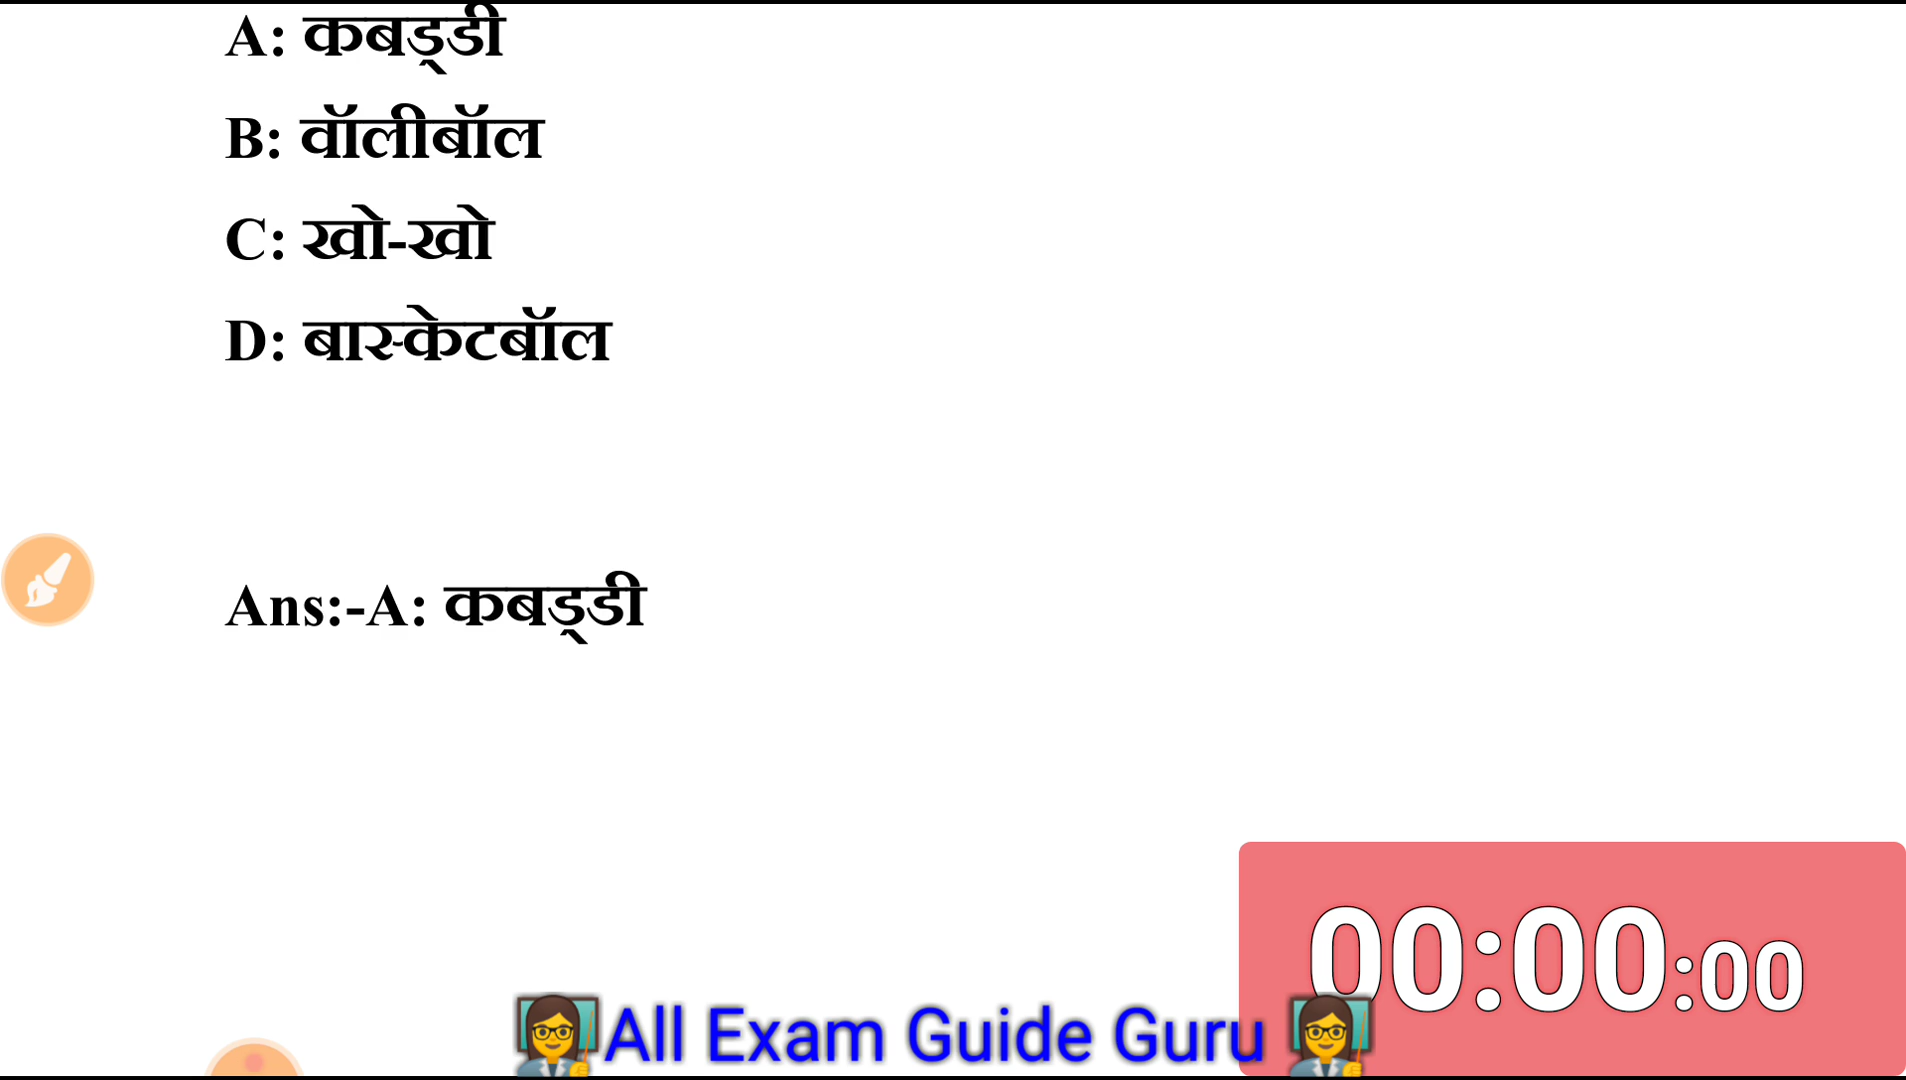 A: कबड्डी
B: वॉलीबॉल
C: खो-खो
D: बास्केटबॉल
Ans:-A: कबड्डी
00:00:00
All Exam Guide Guru